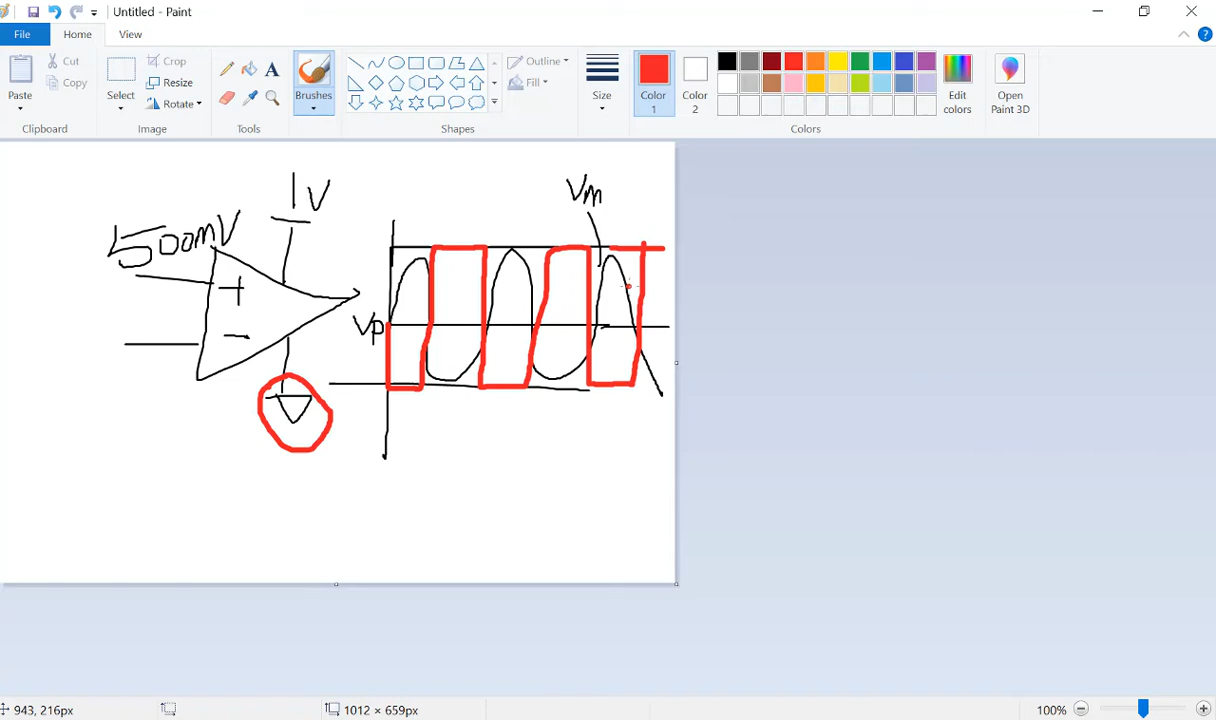 Untitled - Paint
File Home View
Paste
Cut
Copy
Clipboard
Select
Crop
Resize
Rotate
Image
Tools
Brushes
Shapes
Outline
Fill
Size
Color 1
Color 2
Colors
Edit colors
Open Paint 3D
1V
500mV
+
-
Vp
Vm
943, 216px
1012 × 659px
100%